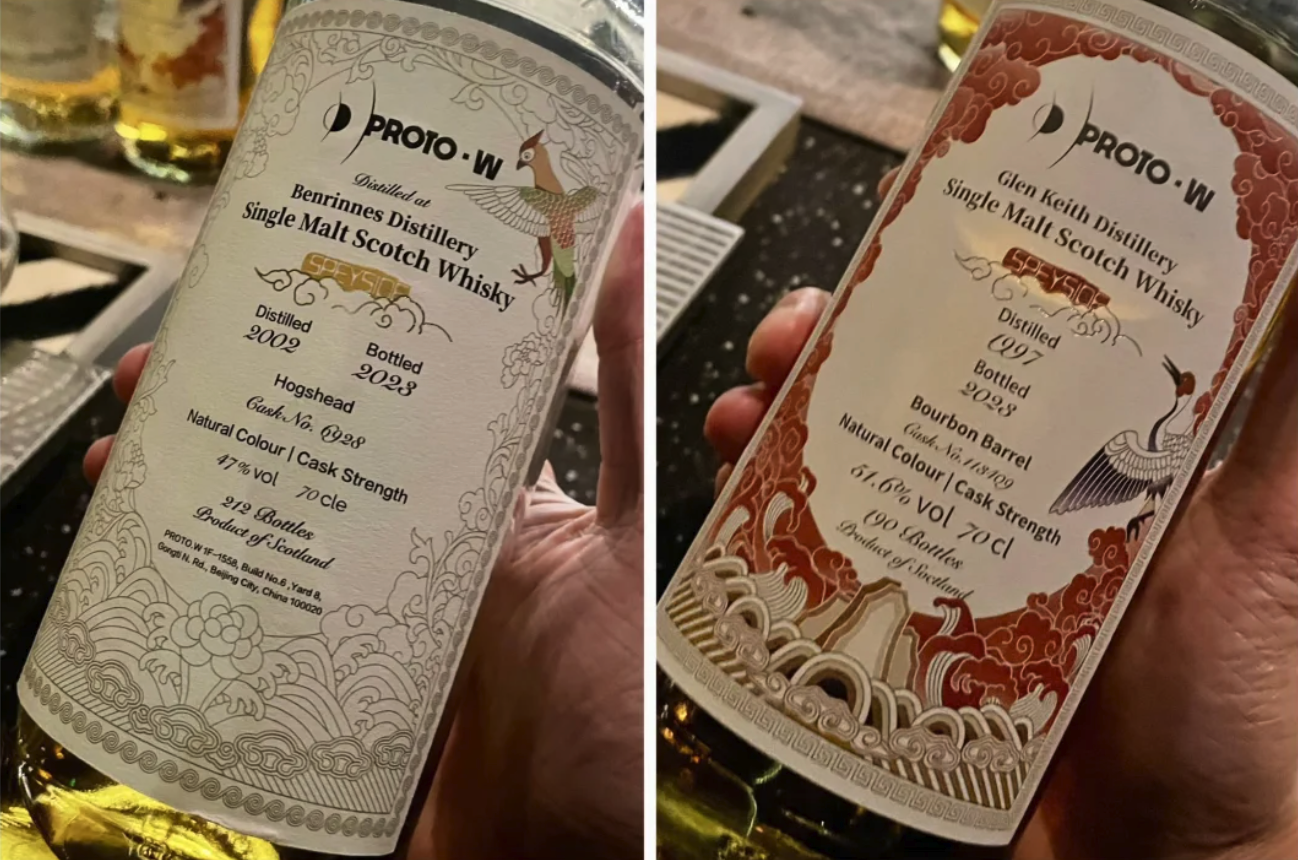 PROTO·W
Distilled at
Benrinnes Distillery
Single Malt Scotch Whisky
SPEYSIDE
Distilled
2002
Bottled
2023
Hogshead
Cask No. 6928
Natural Colour | Cask Strength
47% vol 70 cle
212 Bottles
Product of Scotland
PROTO.W 1F-1558, Build No.6, Yard 8,
Gongti N. Rd., Beijing City, China 100020
PROTO·W
Glen Keith Distillery
Single Malt Scotch Whisky
SPEYSIDE
Distilled
1997
Bottled
2023
Bourbon Barrel
Cask No. 113109
Natural Colour | Cask Strength
51.6% vol 70 cl
190 Bottles
Product of Scotland